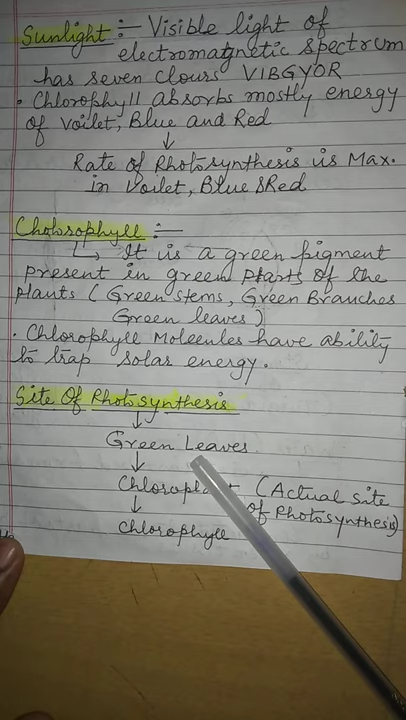 Sunlight :- Visible light of
electromagnetic spectrum
has seven clours VIBGYOR
• Chlorophyll absorbs mostly energy
of Voilet, Blue and Red
↓
Rate of Photosynthesis is Max.
in Voilet, Blue & Red
Cholorophyll :-
↳ It is a green pigment
present in green parts of the
plants (Green stems, Green Branches
Green leaves)
• Chlorophyll Molecules have ability
to trap solar energy.
Site Of Photosynthesis
↓
Green Leaves
↓
(Actual site
of Photosynthesis)
↓
Chlorophyll